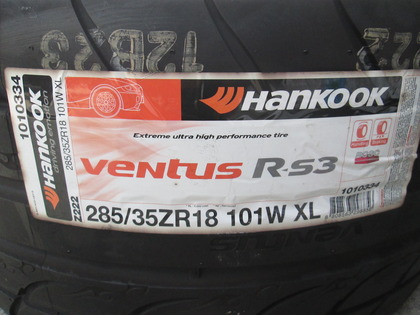 1010334
285/35ZR18 101W XL
HANKOOK
Extreme ultra high performance tire
ventus R-S3
1010334
Z222
285/35ZR18 101W XL
VENTUS